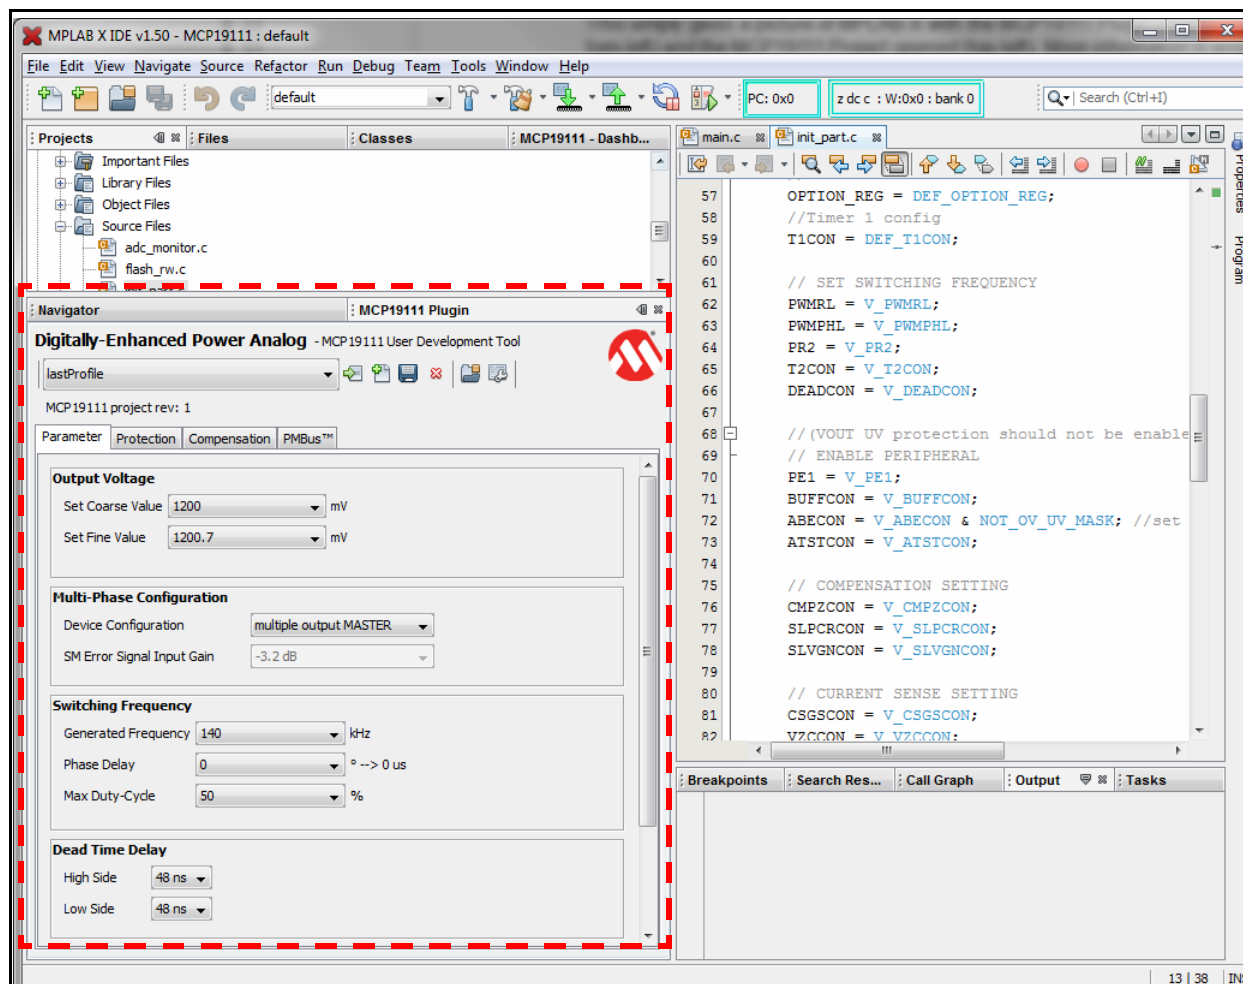 MPLAB X IDE v1.50 - MCP19111 : default
File Edit View Navigate Source Refactor Run Debug Team Tools Window Help
default
PC: 0x0
z dc c : W:0x0 : bank 0
Search (Ctrl+I)
Projects
Files
Classes
MCP19111 - Dashb...
Important Files
Library Files
Object Files
Source Files
adc_monitor.c
flash_rw.c
Navigator
MCP19111 Plugin
Digitally-Enhanced Power Analog - MCP19111 User Development Tool
lastProfile
MCP19111 project rev: 1
Parameter Protection Compensation PMBus™
Output Voltage
Set Coarse Value 1200 mV
Set Fine Value 1200.7 mV
Multi-Phase Configuration
Device Configuration multiple output MASTER
SM Error Signal Input Gain -3.2 dB
Switching Frequency
Generated Frequency 140 kHz
Phase Delay 0 ° --> 0 us
Max Duty-Cycle 50 %
Dead Time Delay
High Side 48 ns
Low Side 48 ns
main.c
init_part.c
57 OPTION_REG = DEF_OPTION_REG;
58 //Timer 1 config
59 T1CON = DEF_T1CON;
60
61 // SET SWITCHING FREQUENCY
62 PWMRL = V_PWMRL;
63 PWMPHL = V_PWMPHL;
64 PR2 = V_PR2;
65 T2CON = V_T2CON;
66 DEADCON = V_DEADCON;
67
68 //(VOUT UV protection should not be enable
69 // ENABLE PERIPHERAL
70 PE1 = V_PE1;
71 BUFFCON = V_BUFFCON;
72 ABECON = V_ABECON & NOT_OV_UV_MASK; //set
73 ATSTCON = V_ATSTCON;
74
75 // COMPENSATION SETTING
76 CMPZCON = V_CMPZCON;
77 SLPCRCON = V_SLPCRCON;
78 SLVGNCON = V_SLVGNCON;
79
80 // CURRENT SENSE SETTING
81 CSGSCON = V_CSGSCON;
82 VZCCON = V_VZCCON;
Properties
Program
Breakpoints
Search Res...
Call Graph
Output
Tasks
13 | 38 INS